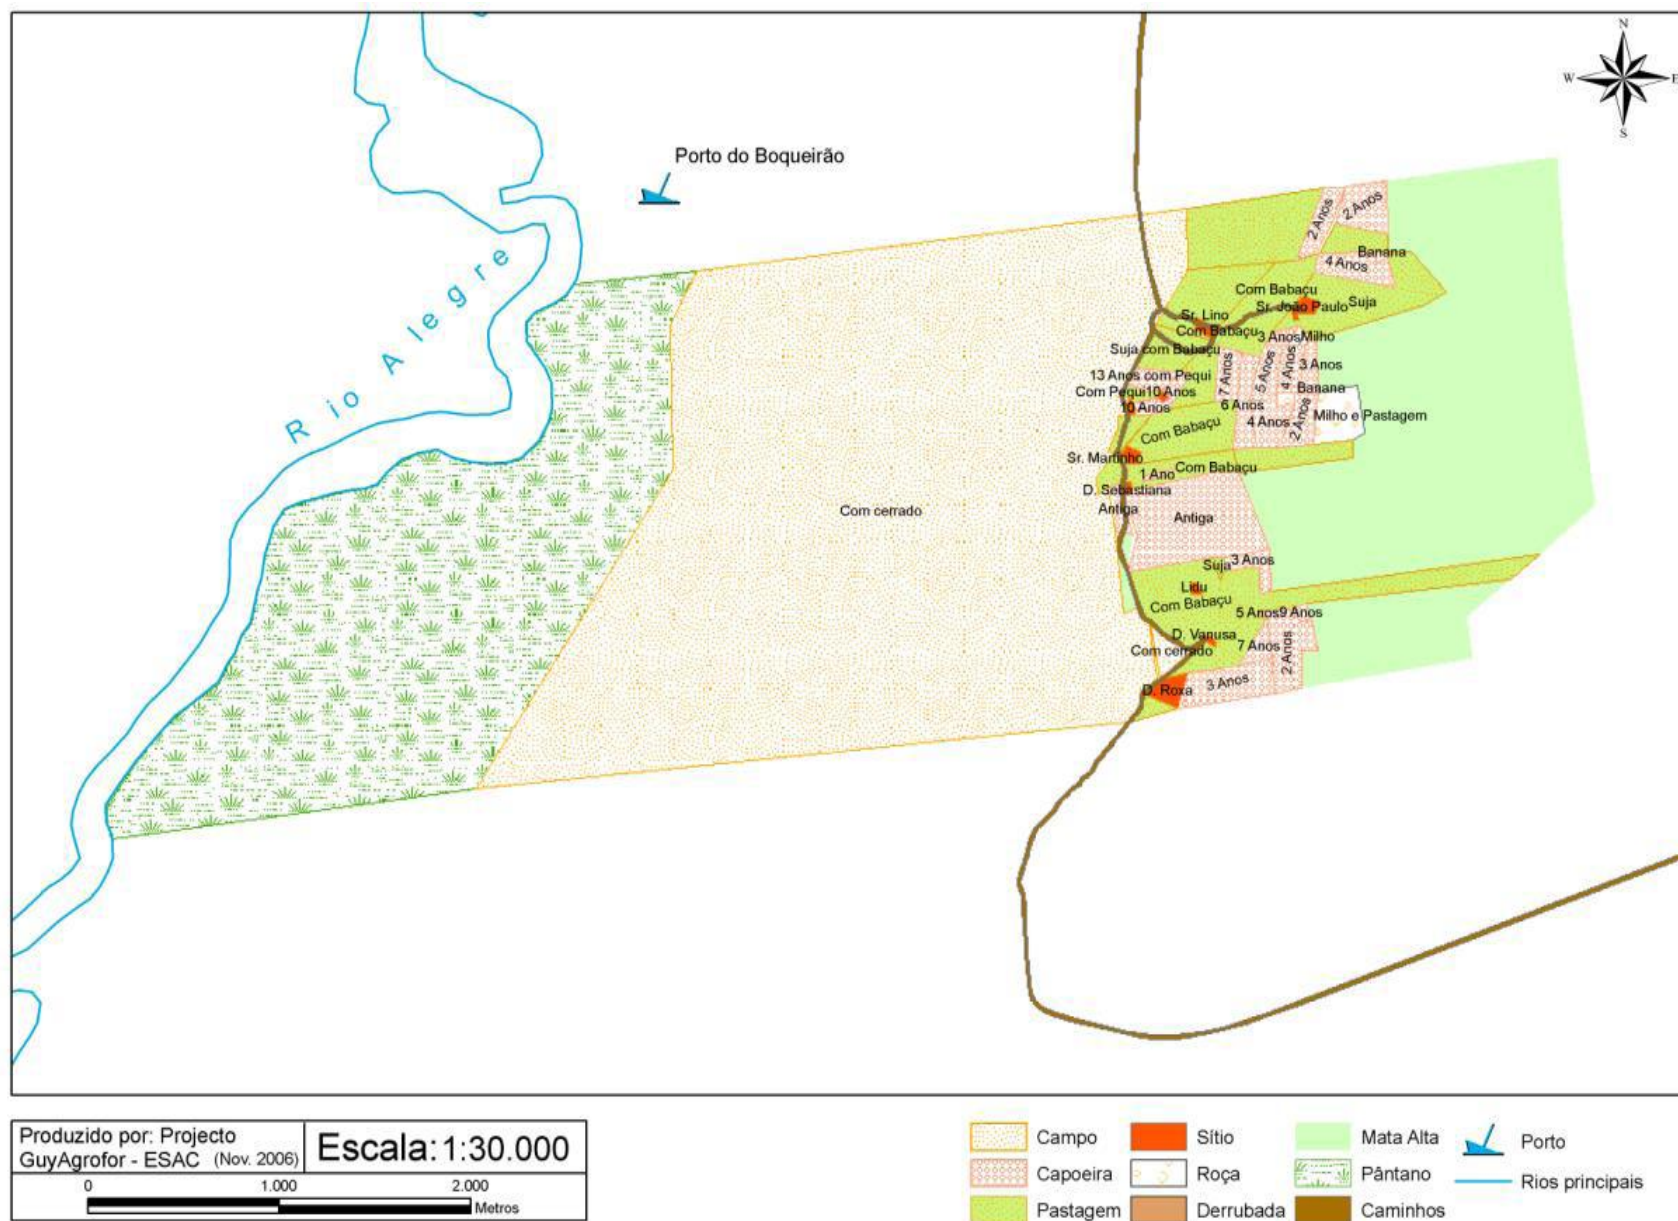 N
W
E
S
Porto do Boqueirão
Rio Alegre
2 Anos
2 Anos
Banana
4 Anos
Com Babaçu
Sr. João Paulo
Suja
Sr. Lino
Com Babaçu
3 Anos
Milho
Suja com Babaçu
3 Anos
13 Anos com Pequi
7 Anos
5 Anos
4 Anos
Com Pequi
10 Anos
Banana
10 Anos
6 Anos
Milho e Pastagem
4 Anos
2 Anos
Com Babaçu
Sr. Martinho
1 Ano
Com Babaçu
D. Sebastiana
Antiga
Antiga
Com cerrado
3 Anos
Suja
Lidu
Com Babaçu
5 Anos
9 Anos
D. Vanusa
Com cerrado
7 Anos
2 Anos
3 Anos
D. Roxa
Produzido por: Projecto
GuyAgrofor - ESAC (Nov. 2006)
Escala: 1:30.000
0 1.000 2.000
Metros
Campo
Sítio
Mata Alta
Porto
Capoeira
Roça
Pântano
Rios principais
Pastagem
Derrubada
Caminhos